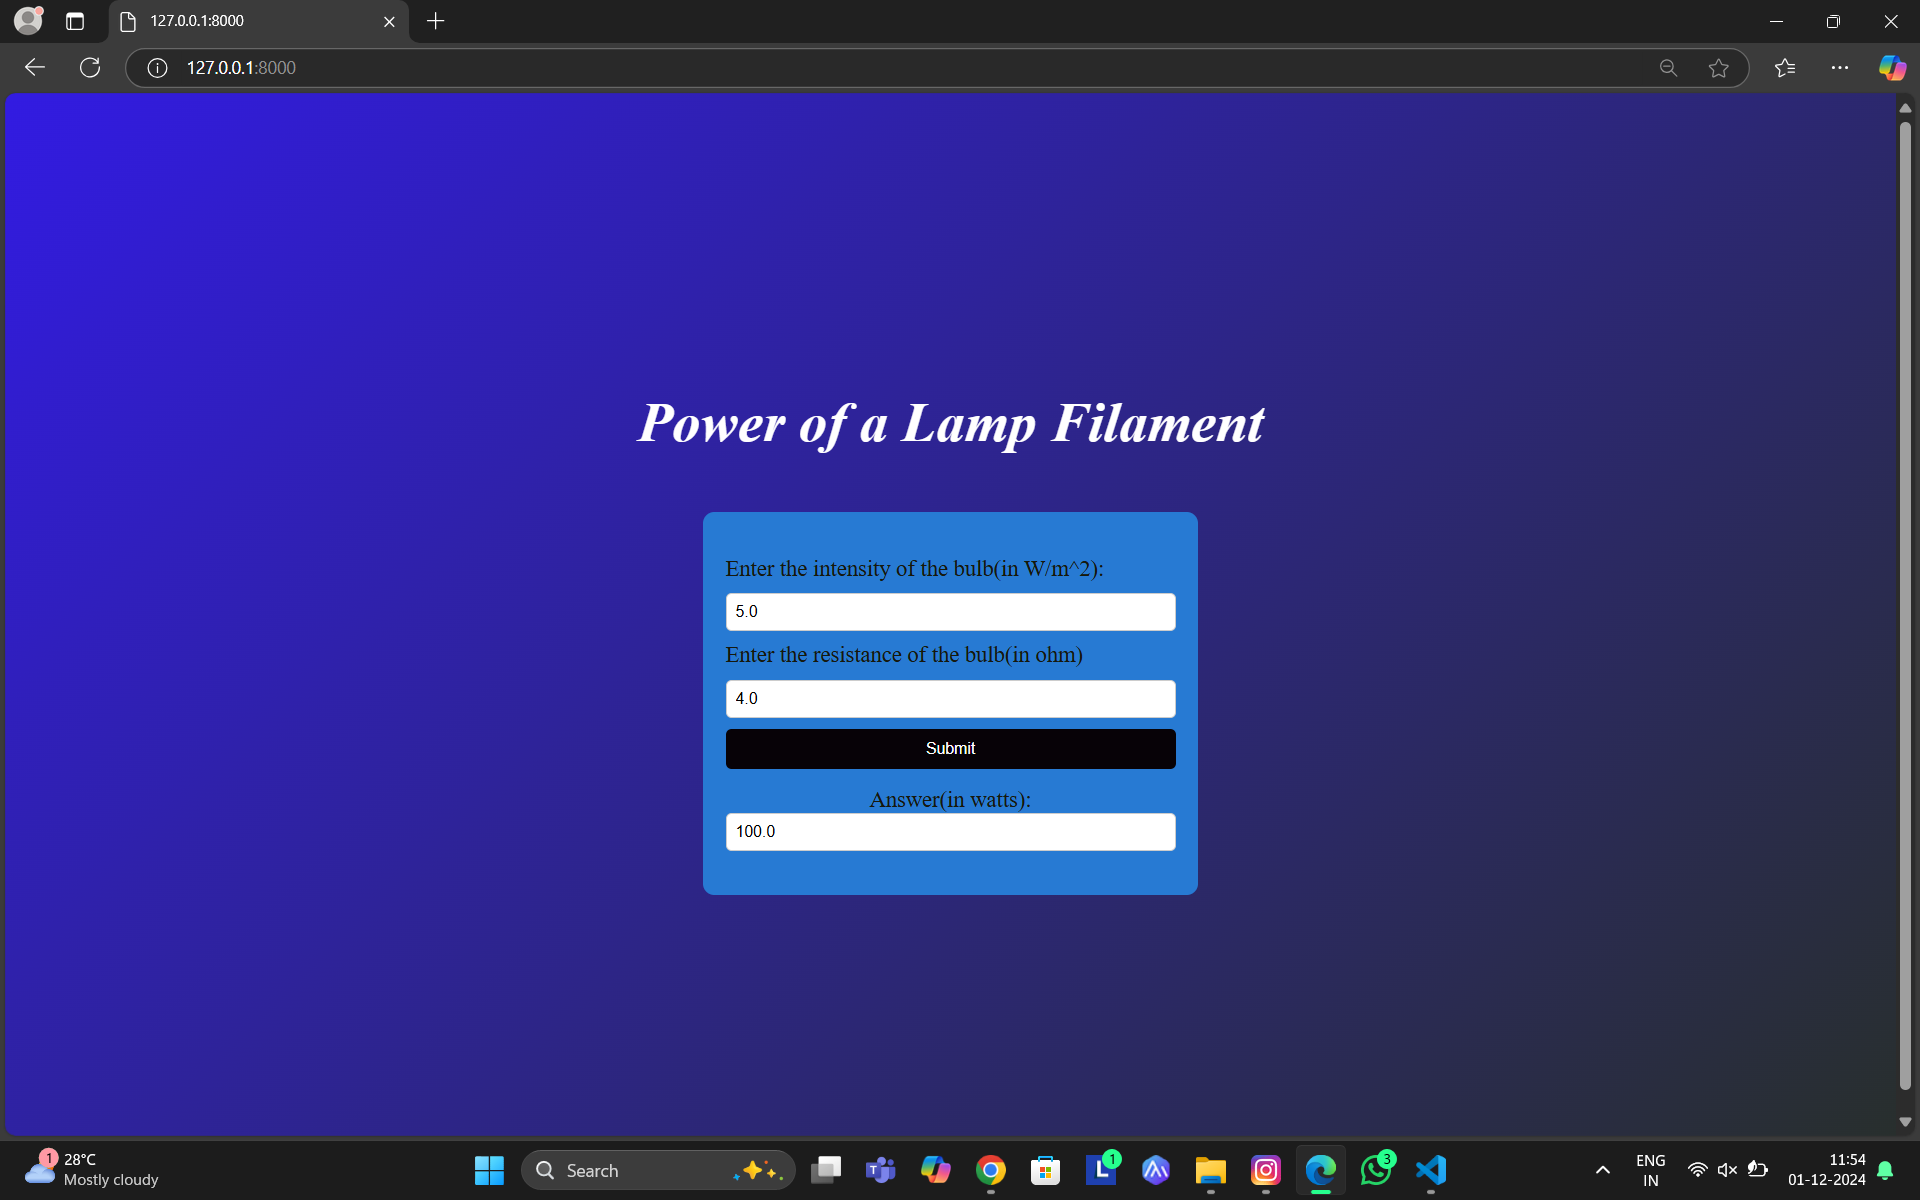 127.0.0.1:8000
127.0.0.1:8000
Power of a Lamp Filament
Enter the intensity of the bulb(in W/m^2):
5.0
Enter the resistance of the bulb(in ohm)
4.0
Submit
Answer(in watts):
100.0
1
28°C
Mostly cloudy
Search
T
L
1
3
ENG
IN
11:54
01-12-2024